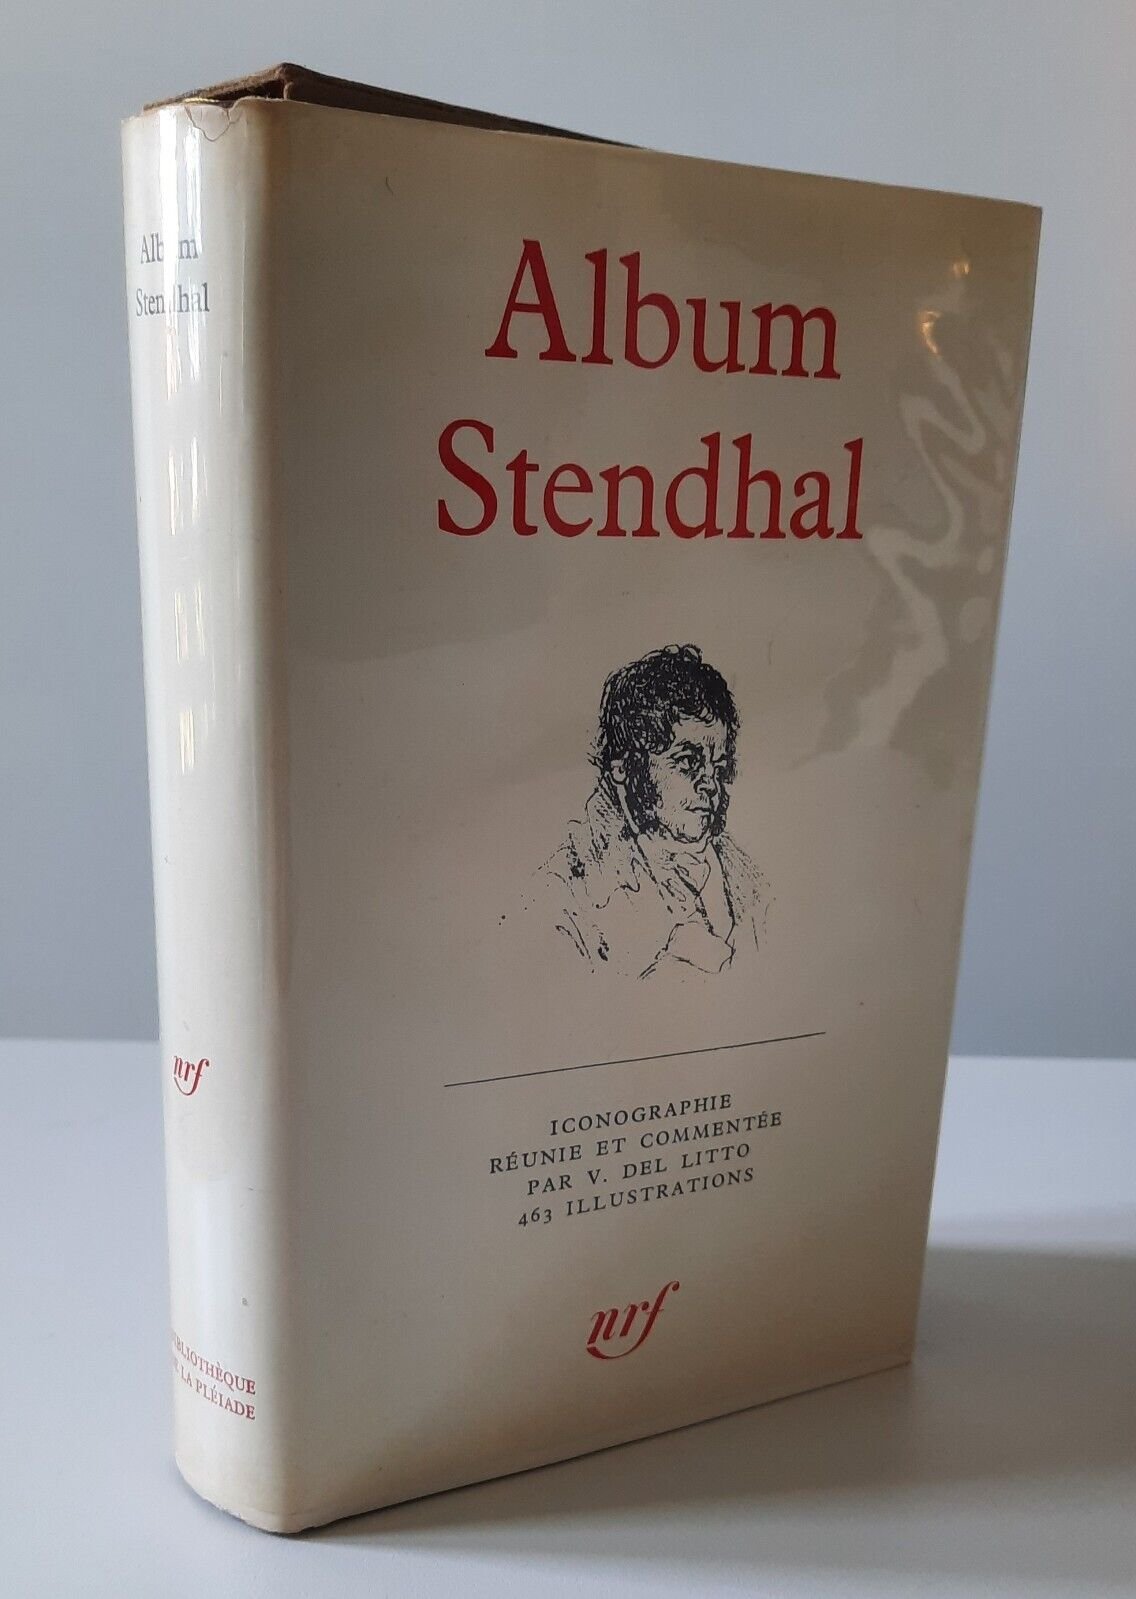 Album
Stendhal
nrf
BIBLIOTHÈQUE
DE LA PLÉIADE
Album
Stendhal
ICONOGRAPHIE
RÉUNIE ET COMMENTÉE
PAR V. DEL LITTO
463 ILLUSTRATIONS
nrf